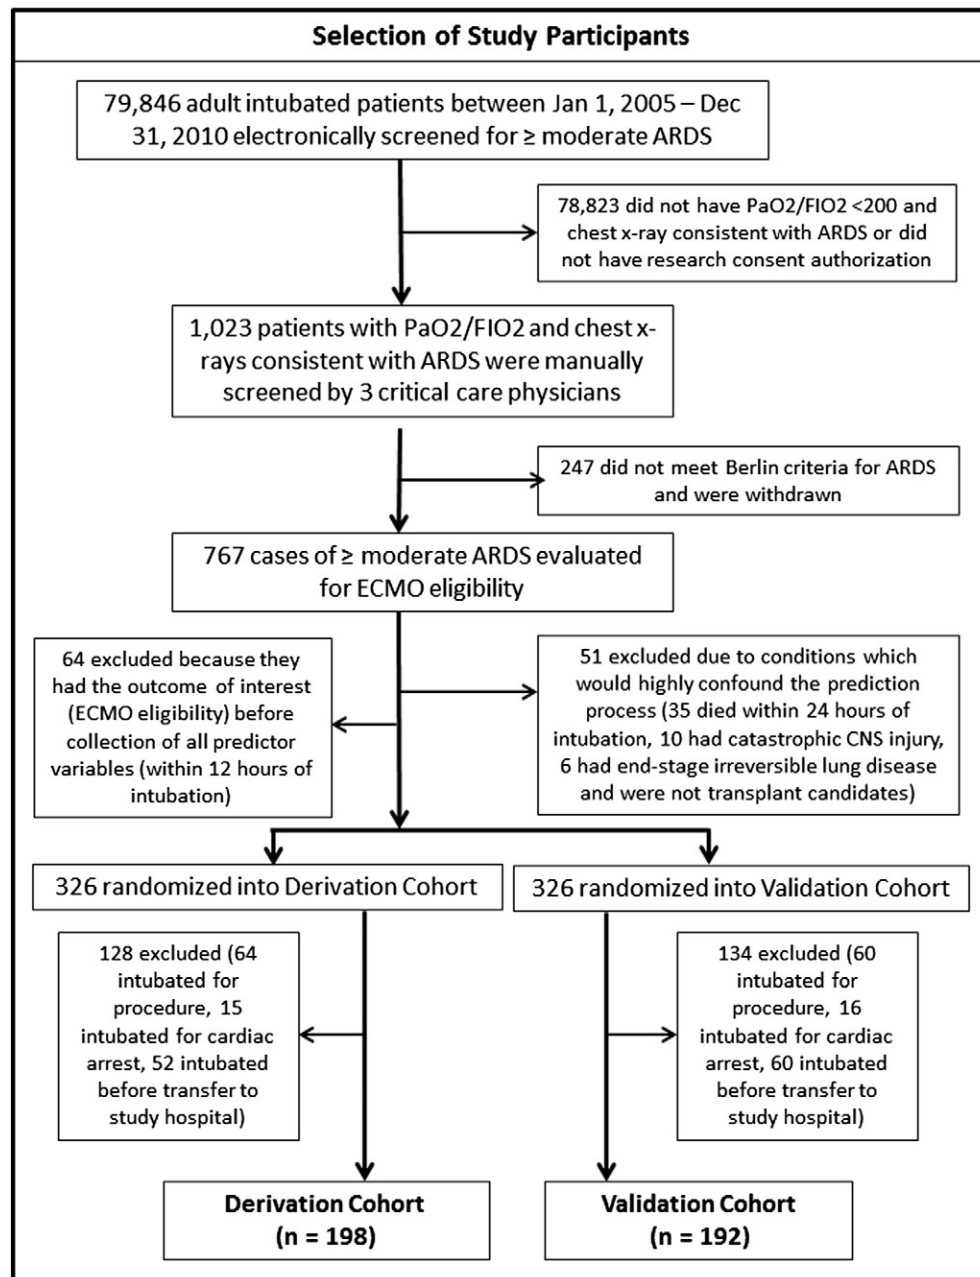 Selection of Study Participants
79,846 adult intubated patients between Jan 1, 2005 – Dec
31, 2010 electronically screened for ≥ moderate ARDS
78,823 did not have PaO2/FIO2 <200 and
chest x-ray consistent with ARDS or did
not have research consent authorization
1,023 patients with PaO2/FIO2 and chest x-
rays consistent with ARDS were manually
screened by 3 critical care physicians
247 did not meet Berlin criteria for ARDS
and were withdrawn
767 cases of ≥ moderate ARDS evaluated
for ECMO eligibility
64 excluded because they
had the outcome of interest
(ECMO eligibility) before
collection of all predictor
variables (within 12 hours of
intubation)
51 excluded due to conditions which
would highly confound the prediction
process (35 died within 24 hours of
intubation, 10 had catastrophic CNS injury,
6 had end-stage irreversible lung disease
and were not transplant candidates)
326 randomized into Derivation Cohort
326 randomized into Validation Cohort
128 excluded (64
intubated for
procedure, 15
intubated for cardiac
arrest, 52 intubated
before transfer to
study hospital)
134 excluded (60
intubated for
procedure, 16
intubated for cardiac
arrest, 60 intubated
before transfer to
study hospital)
Derivation Cohort
(n = 198)
Validation Cohort
(n = 192)